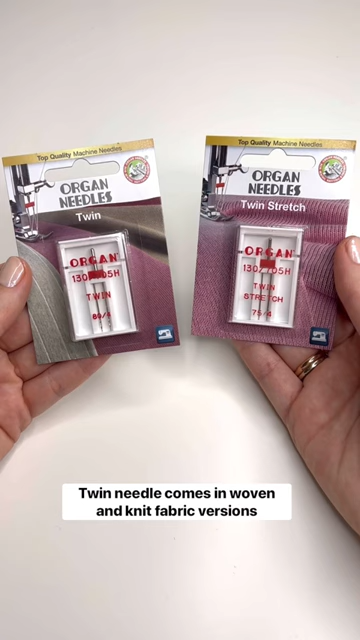 Top Quality Machine Needles
ORGAN
NEEDLES
Twin
ORGAN
130/705H
TWIN
80/4
Top Quality Machine Needles
ORGAN
NEEDLES
Twin Stretch
ORGAN
130/705H
TWIN
STRETCH
75/4
Twin needle comes in woven
and knit fabric versions